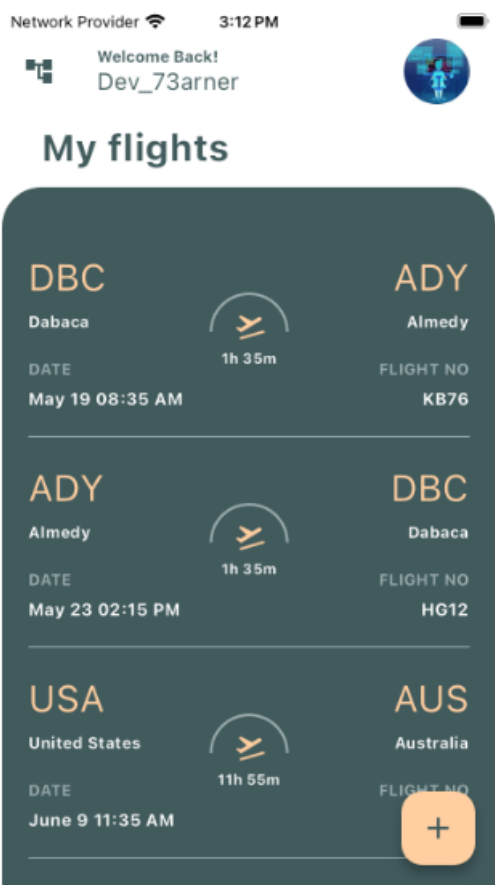 Network Provider 3:12 PM
Welcome Back!
Dev_73arner
My flights
DBC ADY
Dabaca Almedy
1h 35m
DATE FLIGHT NO
May 19 08:35 AM KB76
ADY DBC
Almedy Dabaca
1h 35m
DATE FLIGHT NO
May 23 02:15 PM HG12
USA AUS
United States Australia
11h 55m
DATE FLIGHT NO
June 9 11:35 AM
+